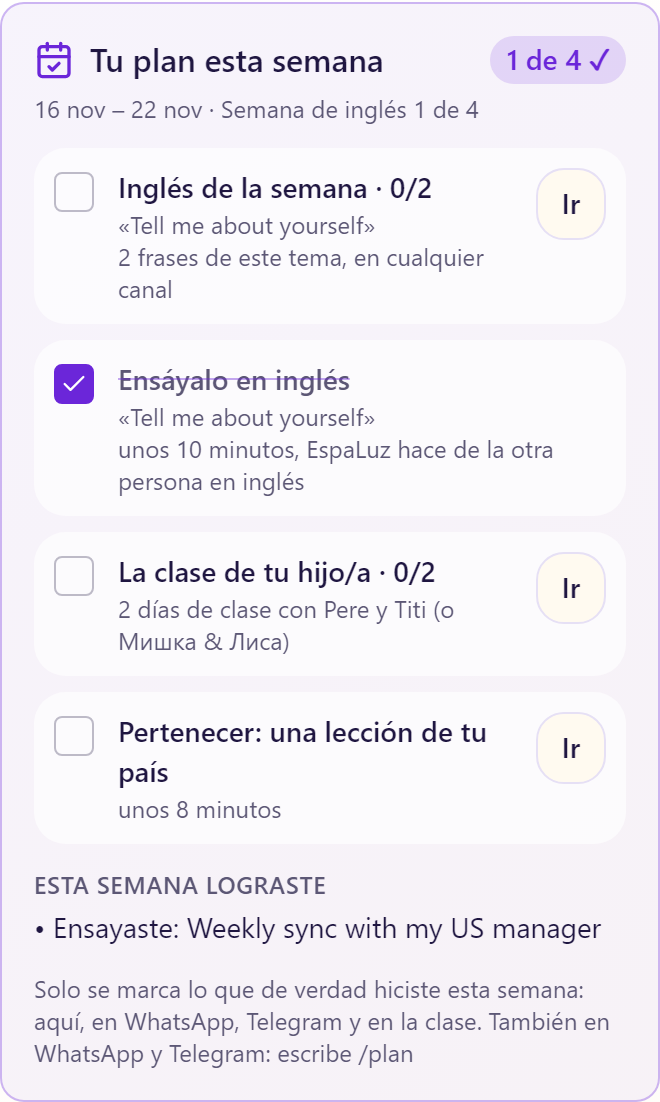 Tu plan esta semana
1 de 4 ✓
16 nov – 22 nov · Semana de inglés 1 de 4
Inglés de la semana · 0/2
Ir
«Tell me about yourself»
2 frases de este tema, en cualquier
canal
Ensáyalo en inglés
«Tell me about yourself»
unos 10 minutos, EspaLuz hace de la otra
persona en inglés
La clase de tu hijo/a · 0/2
Ir
2 días de clase con Pere y Titi (o
Мишка & Лиса)
Pertenecer: una lección de tu
país
Ir
unos 8 minutos
ESTA SEMANA LOGRASTE
• Ensayaste: Weekly sync with my US manager
Solo se marca lo que de verdad hiciste esta semana:
aquí, en WhatsApp, Telegram y en la clase. También en
WhatsApp y Telegram: escribe /plan